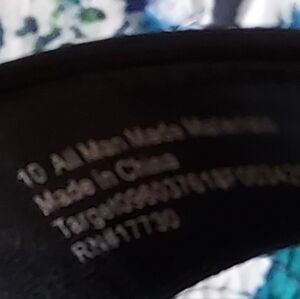 10 All Man Made Materials
Made in China
Target
RN#17730